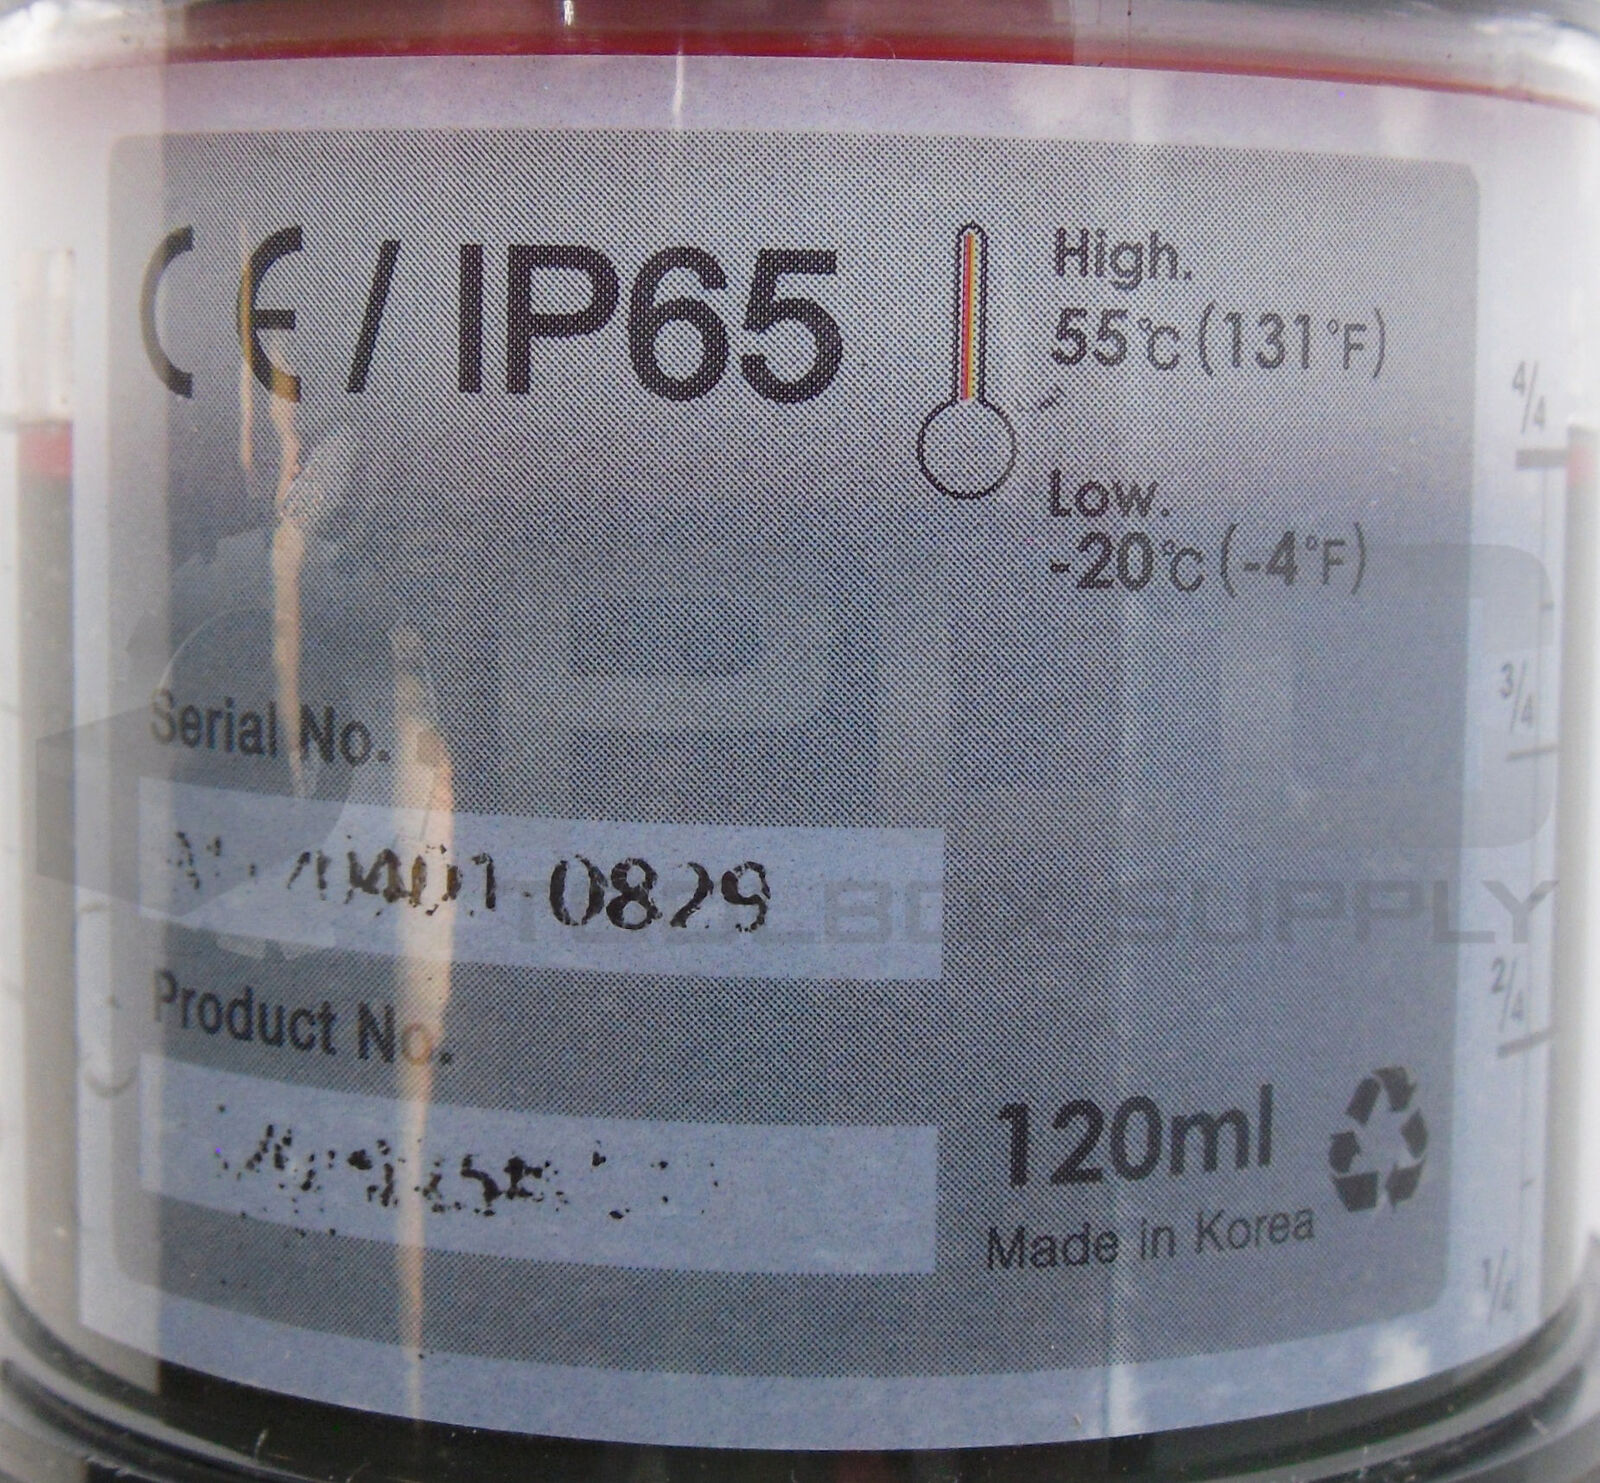 CE / IP65
High.
55°C (131°F)
Low.
-20°C (-4°F)
4/4
3/4
2/4
1/4
Serial No.
0829
TOOLBOX SUPPLY
Product No.
120ml
Made in Korea